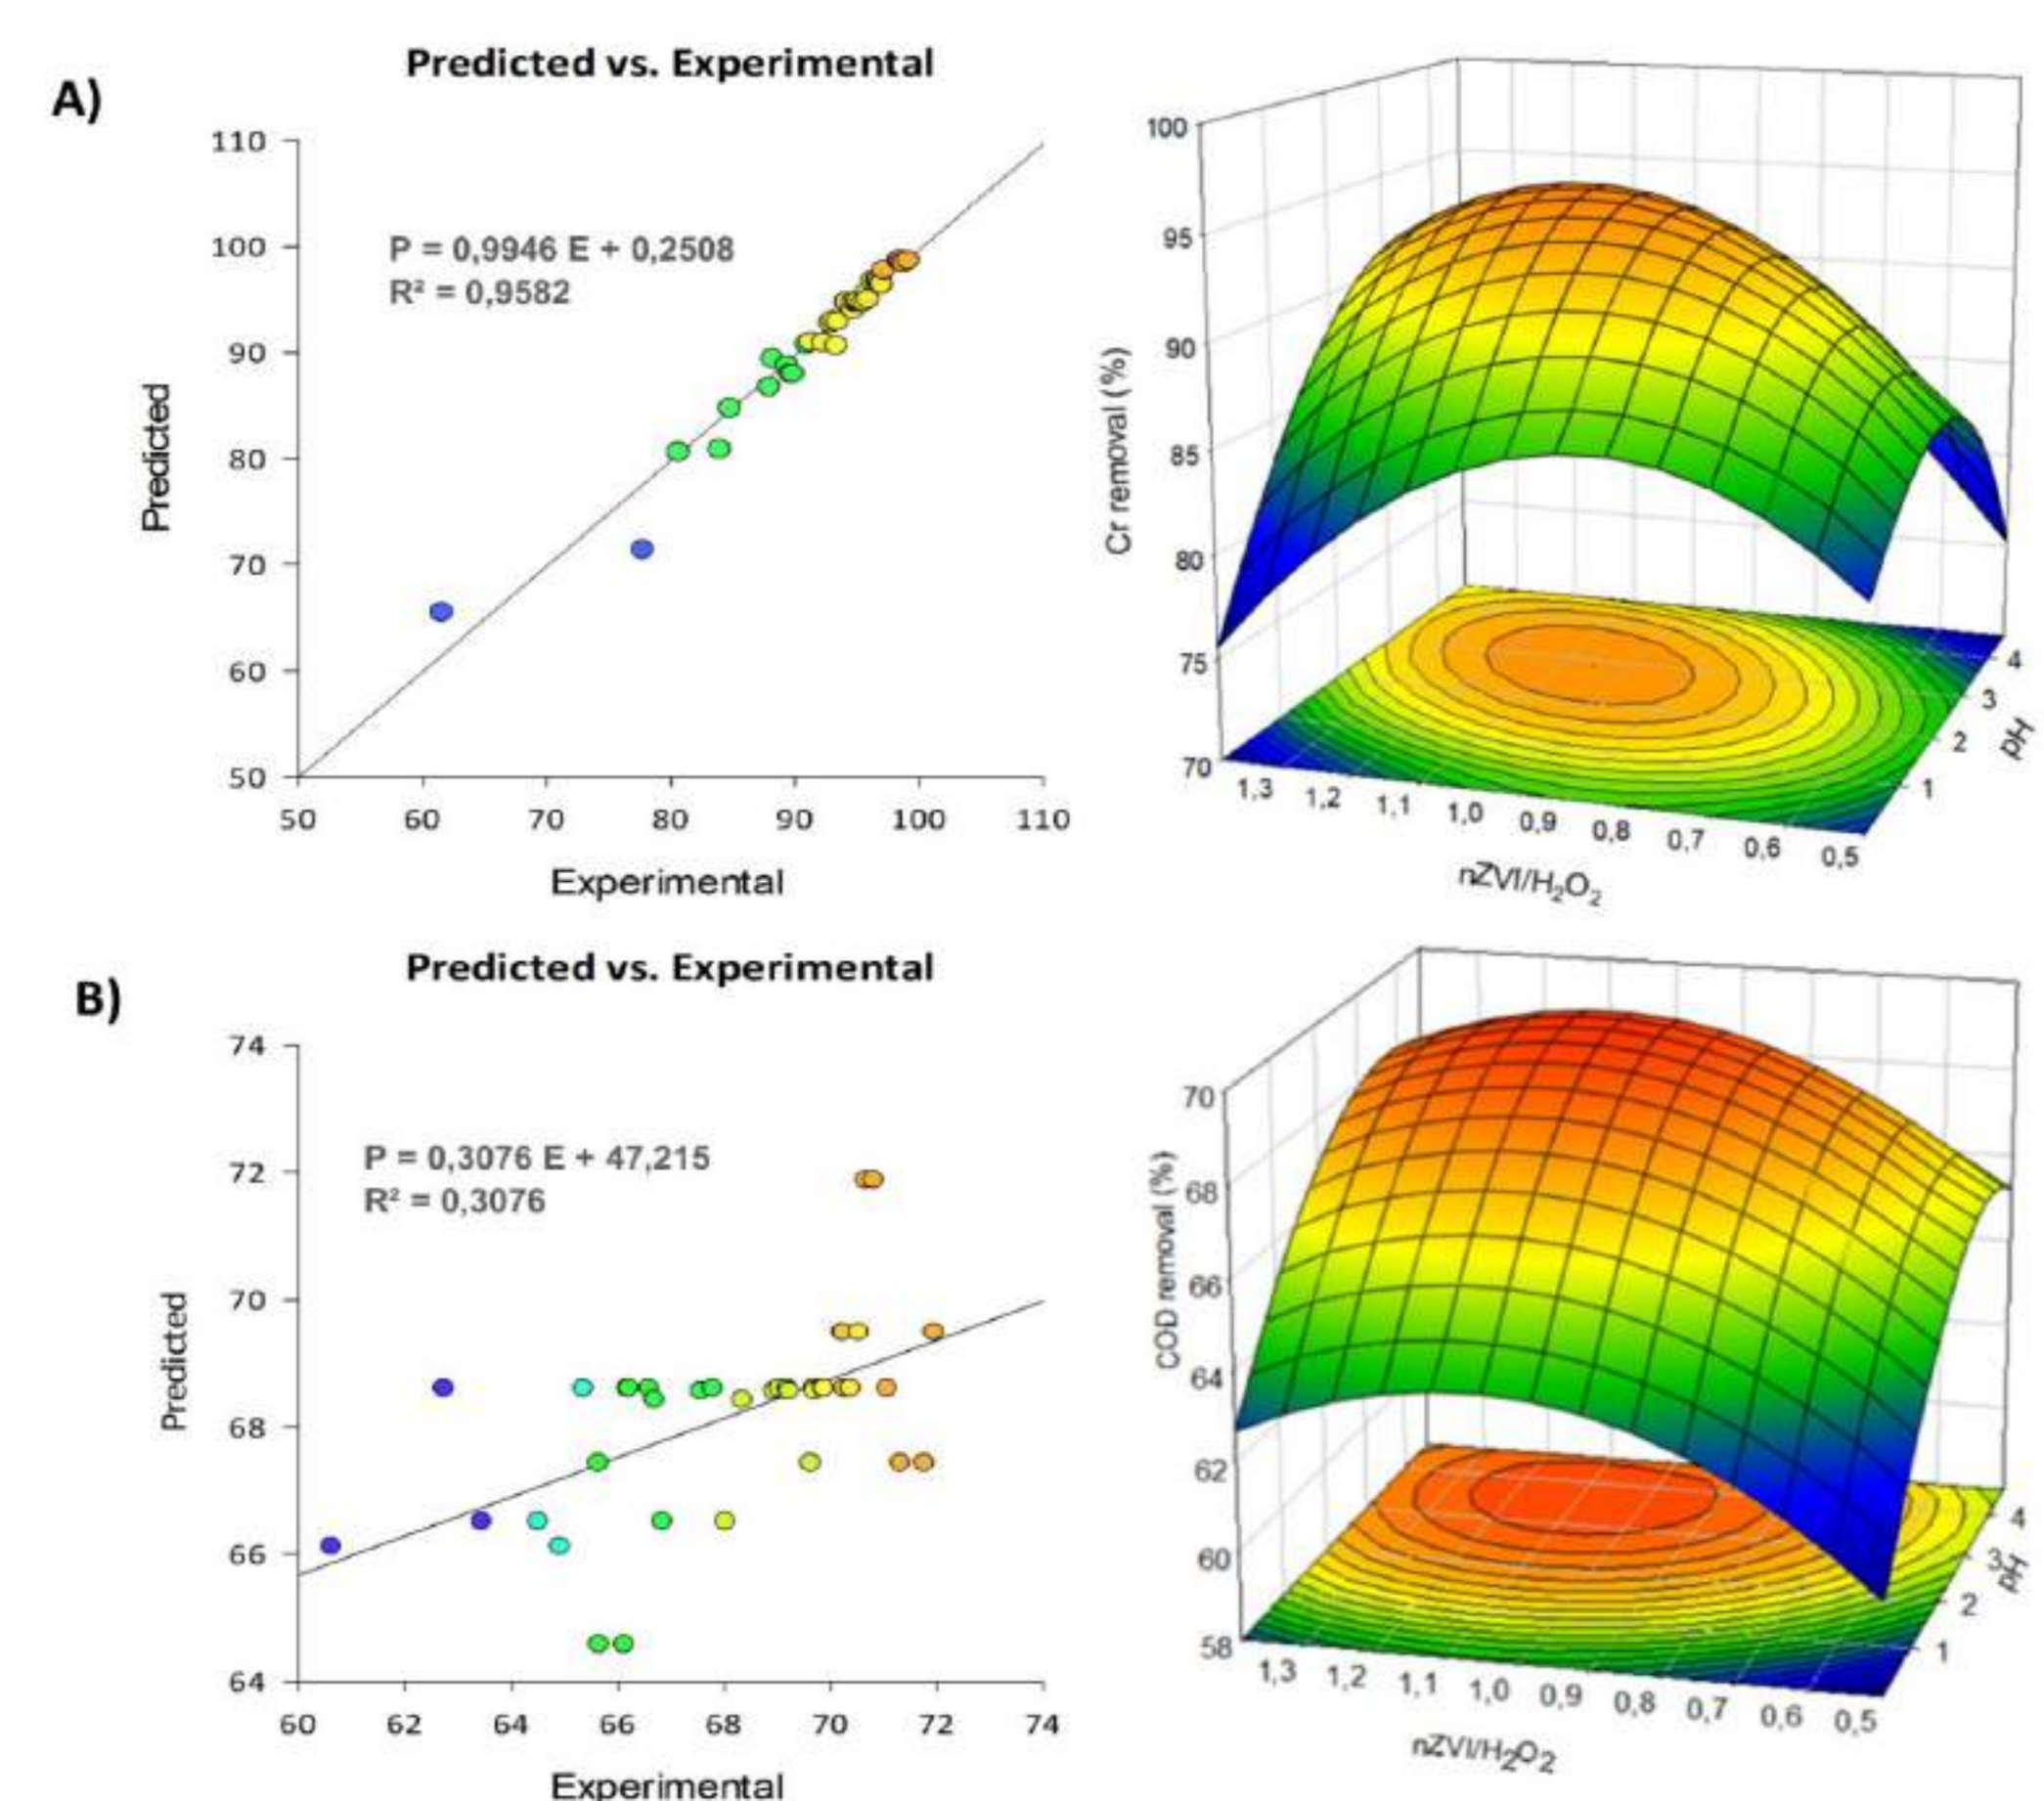 A)
Predicted vs. Experimental
P = 0,9946 E + 0,2508
R² = 0,9582
Predicted
110
100
90
80
70
60
50
50 60 70 80 90 100 110
Experimental
Cr removal (%)
100
95
90
85
80
75
70
1,3 1,2 1,1 1,0 0,9 0,8 0,7 0,6 0,5
nZVI/H₂O₂
4
3
2
1
pH
B)
Predicted vs. Experimental
P = 0,3076 E + 47,215
R² = 0,3076
Predicted
74
72
70
68
66
64
60 62 64 66 68 70 72 74
Experimental
COD removal (%)
70
68
66
64
62
60
58
1,3 1,2 1,1 1,0 0,9 0,8 0,7 0,6 0,5
nZVI/H₂O₂
4
3
2
1
pH